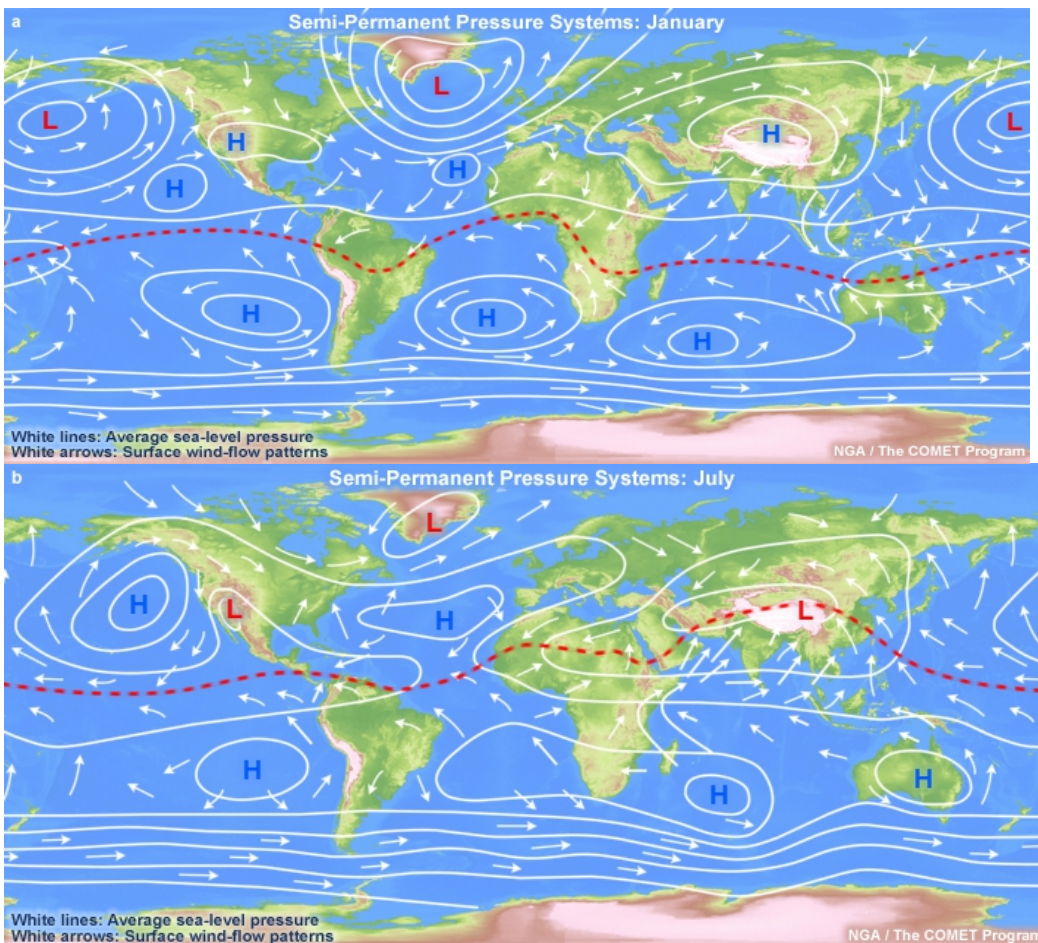 a
Semi-Permanent Pressure Systems: January
L
L
L
H
H
H
H
H
H
H
White lines: Average sea-level pressure
White arrows: Surface wind-flow patterns
NGA / The COMET Program
b
Semi-Permanent Pressure Systems: July
L
H
L
H
L
H
H
H
White lines: Average sea-level pressure
White arrows: Surface wind-flow patterns
NGA / The COMET Program